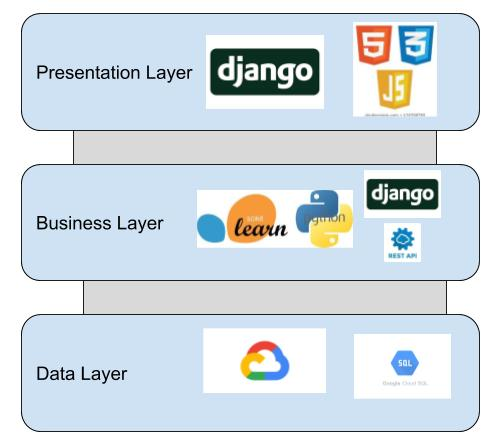 Presentation Layer
django
5 3
JS
Business Layer
learn
python
django
REST API
Data Layer
SQL
Google Cloud SQL